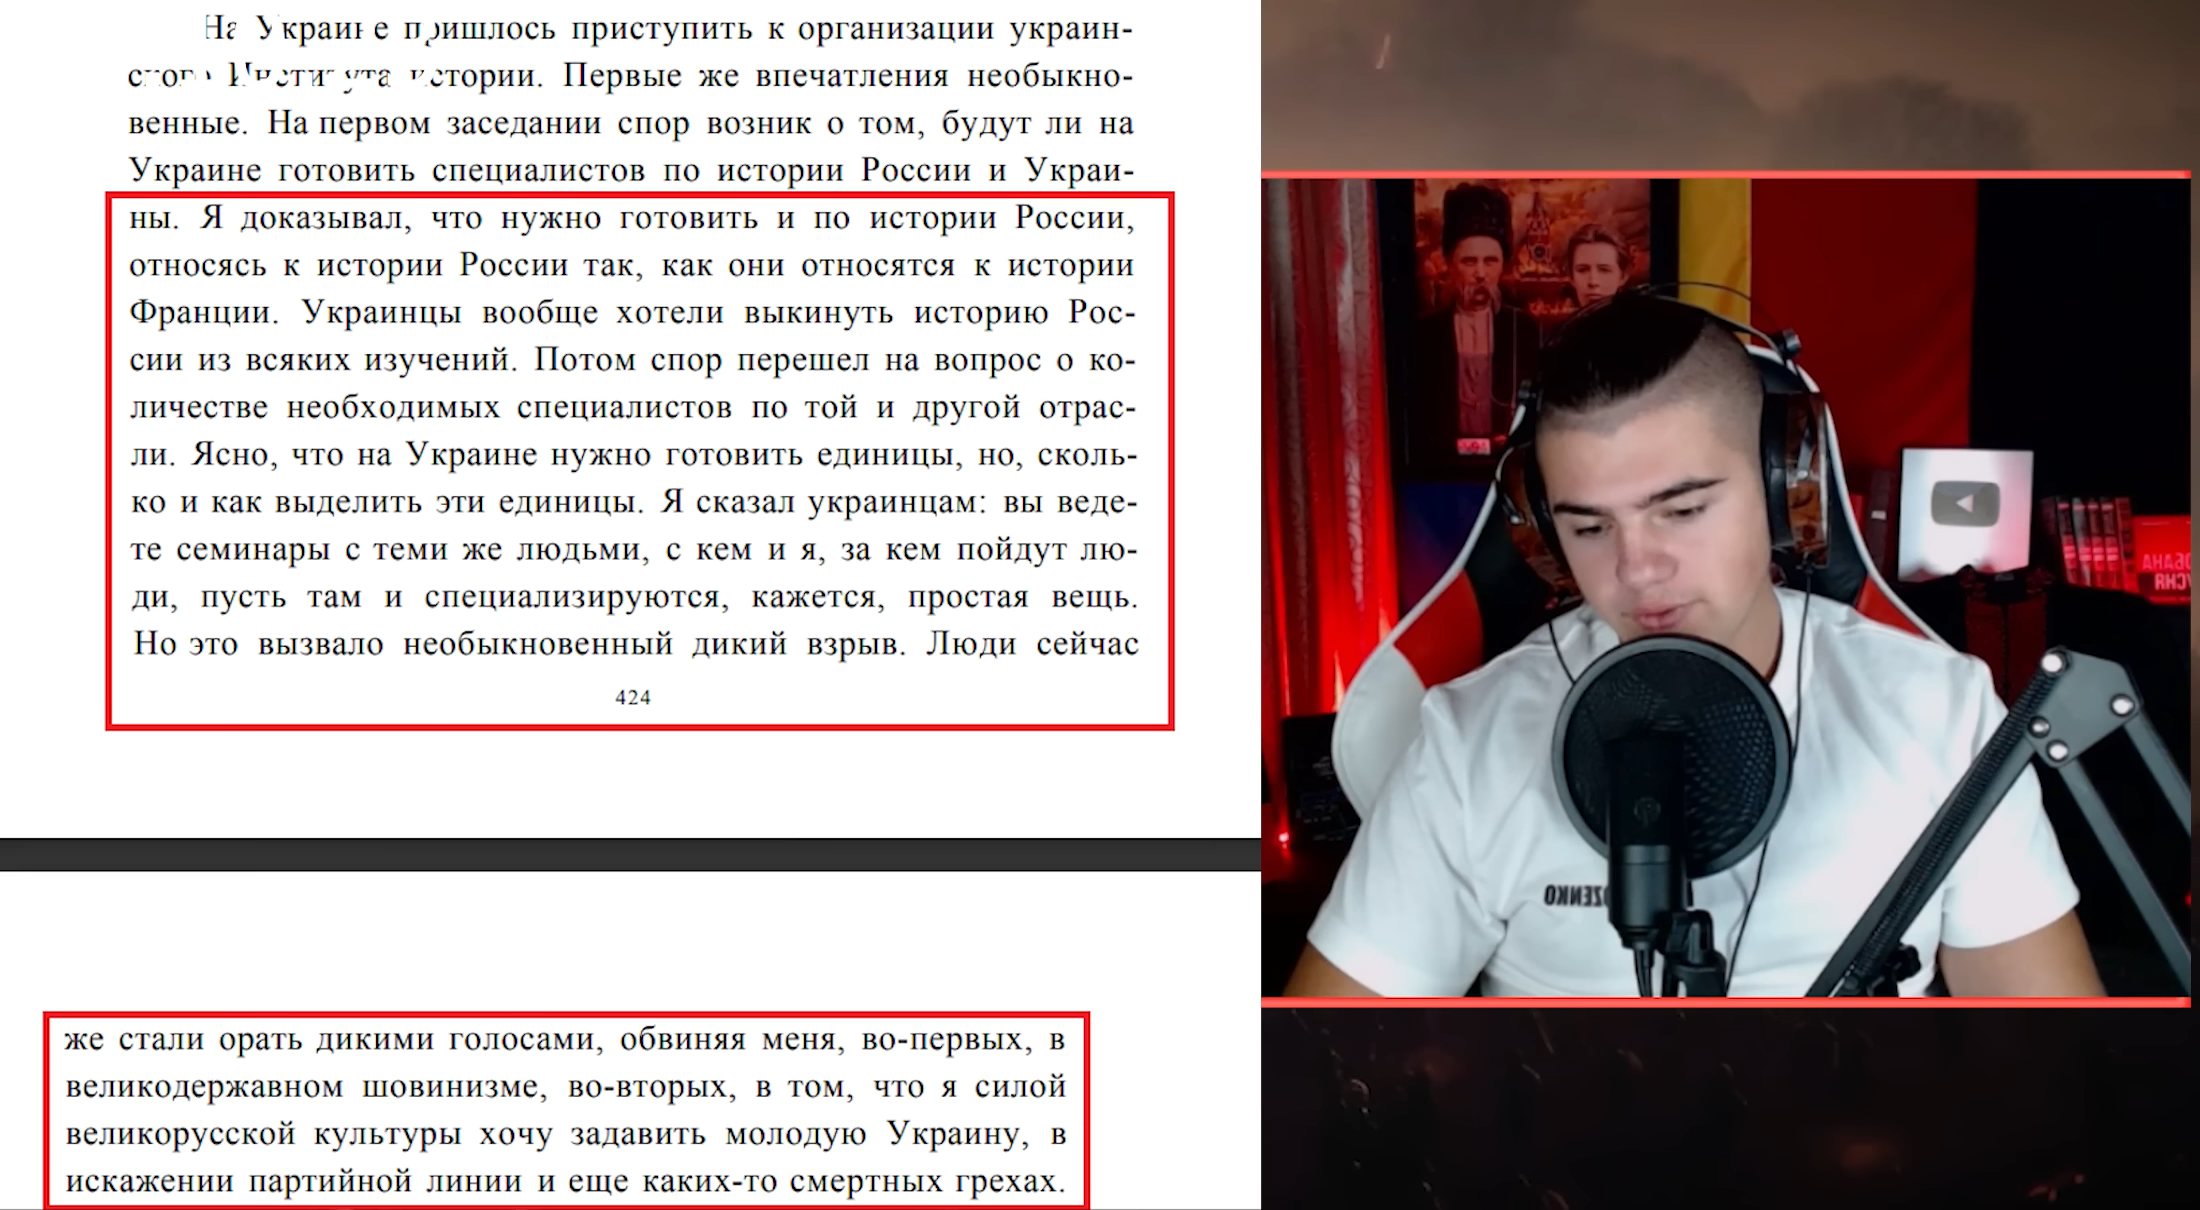 На Украине пришлось приступить к организации украин-
ского Института истории. Первые же впечатления необыкно-
венные. На первом заседании спор возник о том, будут ли на
Украине готовить специалистов по истории России и Украи-
ны. Я доказывал, что нужно готовить и по истории России,
относясь к истории России так, как они относятся к истории
Франции. Украинцы вообще хотели выкинуть историю Рос-
сии из всяких изучений. Потом спор перешел на вопрос о ко-
личестве необходимых специалистов по той и другой отрас-
ли. Ясно, что на Украине нужно готовить единицы, но, сколь-
ко и как выделить эти единицы. Я сказал украинцам: вы веде-
те семинары с теми же людьми, с кем и я, за кем пойдут лю-
ди, пусть там и специализируются, кажется, простая вещь.
Но это вызвало необыкновенный дикий взрыв. Люди сейчас
424
же стали орать дикими голосами, обвиняя меня, во-первых, в
великодержавном шовинизме, во-вторых, в том, что я силой
великорусской культуры хочу задавить молодую Украину, в
искажении партийной линии и еще каких-то смертных грехах.